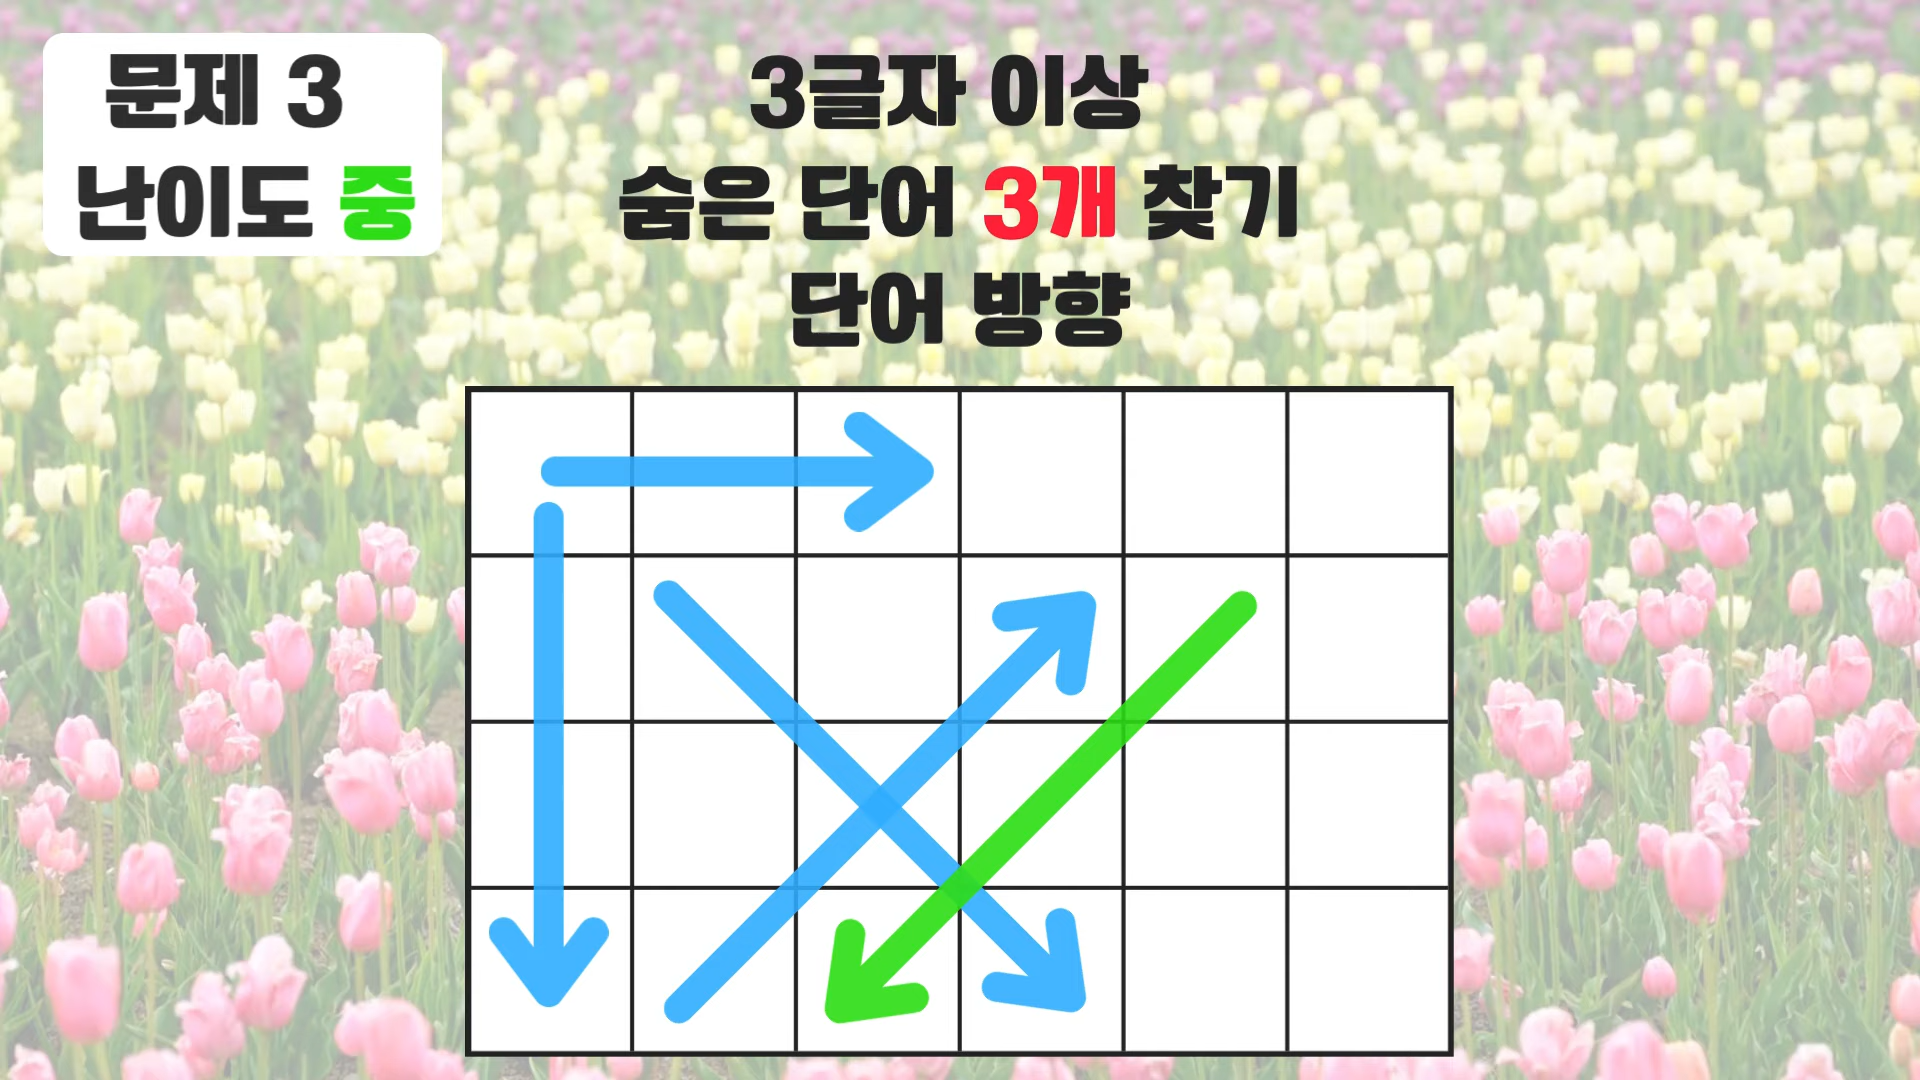 문제 3
난이도 중
3글자 이상
숨은 단어 3개 찾기
단어 방향